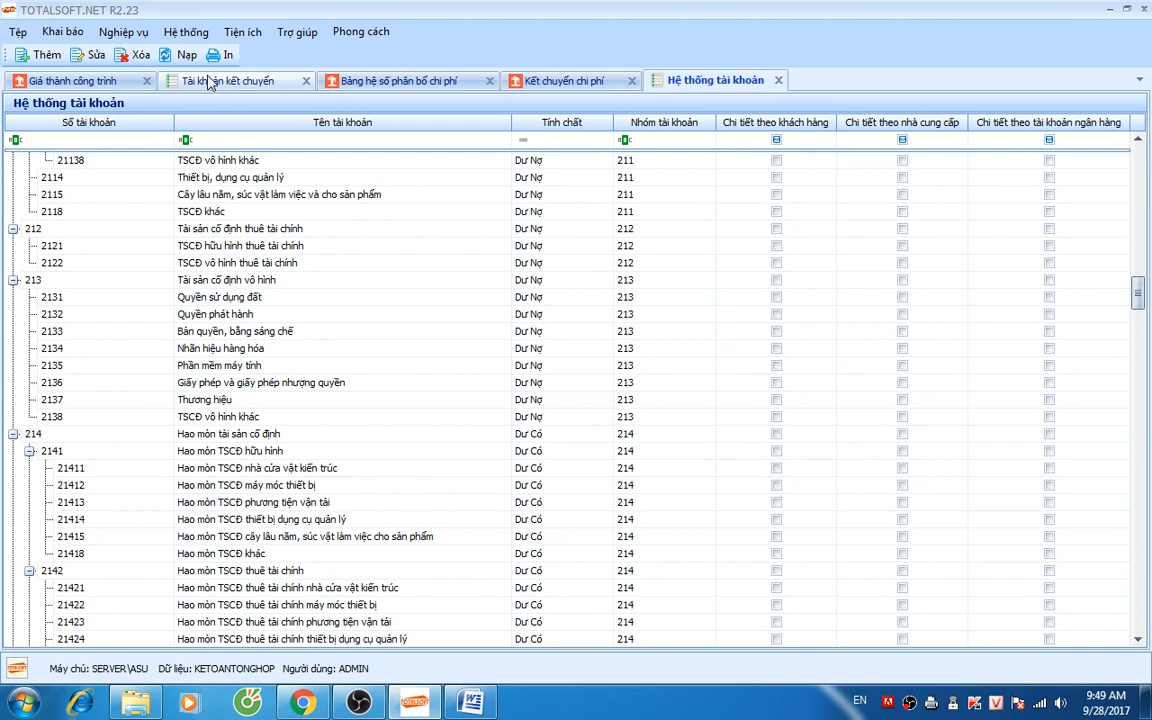 TOTALSOFT.NET R2.23
Tệp Khai báo Nghiệp vụ Hệ thống Tiện ích Trợ giúp Phong cách
Thêm Sửa Xóa Nạp In
Giá thành công trình Tài khoản kết chuyển Bảng hệ số phân bổ chi phí Kết chuyển chi phí Hệ thống tài khoản
Hệ thống tài khoản
Số tài khoản Tên tài khoản Tính chất Nhóm tài khoản Chi tiết theo khách hàng Chi tiết theo nhà cung cấp Chi tiết theo tài khoản ngân hàng
21138 TSCĐ vô hình khác Dư Nợ 211
2114 Thiết bị, dụng cụ quản lý Dư Nợ 211
2115 Cây lâu năm, súc vật làm việc và cho sản phẩm Dư Nợ 211
2118 TSCĐ khác Dư Nợ 211
212 Tài sản cố định thuê tài chính Dư Nợ 212
2121 TSCĐ hữu hình thuê tài chính Dư Nợ 212
2122 TSCĐ vô hình thuê tài chính Dư Nợ 212
213 Tài sản cố định vô hình Dư Nợ 213
2131 Quyền sử dụng đất Dư Nợ 213
2132 Quyền phát hành Dư Nợ 213
2133 Bản quyền, bằng sáng chế Dư Nợ 213
2134 Nhãn hiệu hàng hóa Dư Nợ 213
2135 Phần mềm máy tính Dư Nợ 213
2136 Giấy phép và giấy phép nhượng quyền Dư Nợ 213
2137 Thương hiệu Dư Nợ 213
2138 TSCĐ vô hình khác Dư Nợ 213
214 Hao mòn tài sản cố định Dư Có 214
2141 Hao mòn TSCĐ hữu hình Dư Có 214
21411 Hao mòn TSCĐ nhà cửa vật kiến trúc Dư Có 214
21412 Hao mòn TSCĐ máy móc thiết bị Dư Có 214
21413 Hao mòn TSCĐ phương tiện vận tải Dư Có 214
21414 Hao mòn TSCĐ thiết bị dụng cụ quản lý Dư Có 214
21415 Hao mòn TSCĐ cây lâu năm, súc vật làm việc cho sản phẩm Dư Có 214
21418 Hao mòn TSCĐ khác Dư Có 214
2142 Hao mòn TSCĐ thuê tài chính Dư Có 214
21421 Hao mòn TSCĐ thuê tài chính nhà cửa vật kiến trúc Dư Có 214
21422 Hao mòn TSCĐ thuê tài chính máy móc thiết bị Dư Có 214
21423 Hao mòn TSCĐ thuê tài chính phương tiện vận tải Dư Có 214
21424 Hao mòn TSCĐ thuê tài chính thiết bị dụng cụ quản lý Dư Có 214
Máy chủ: SERVER\ASU Dữ liệu: KETOANTONGHOP Người dùng: ADMIN
EN 9:49 AM
9/28/2017